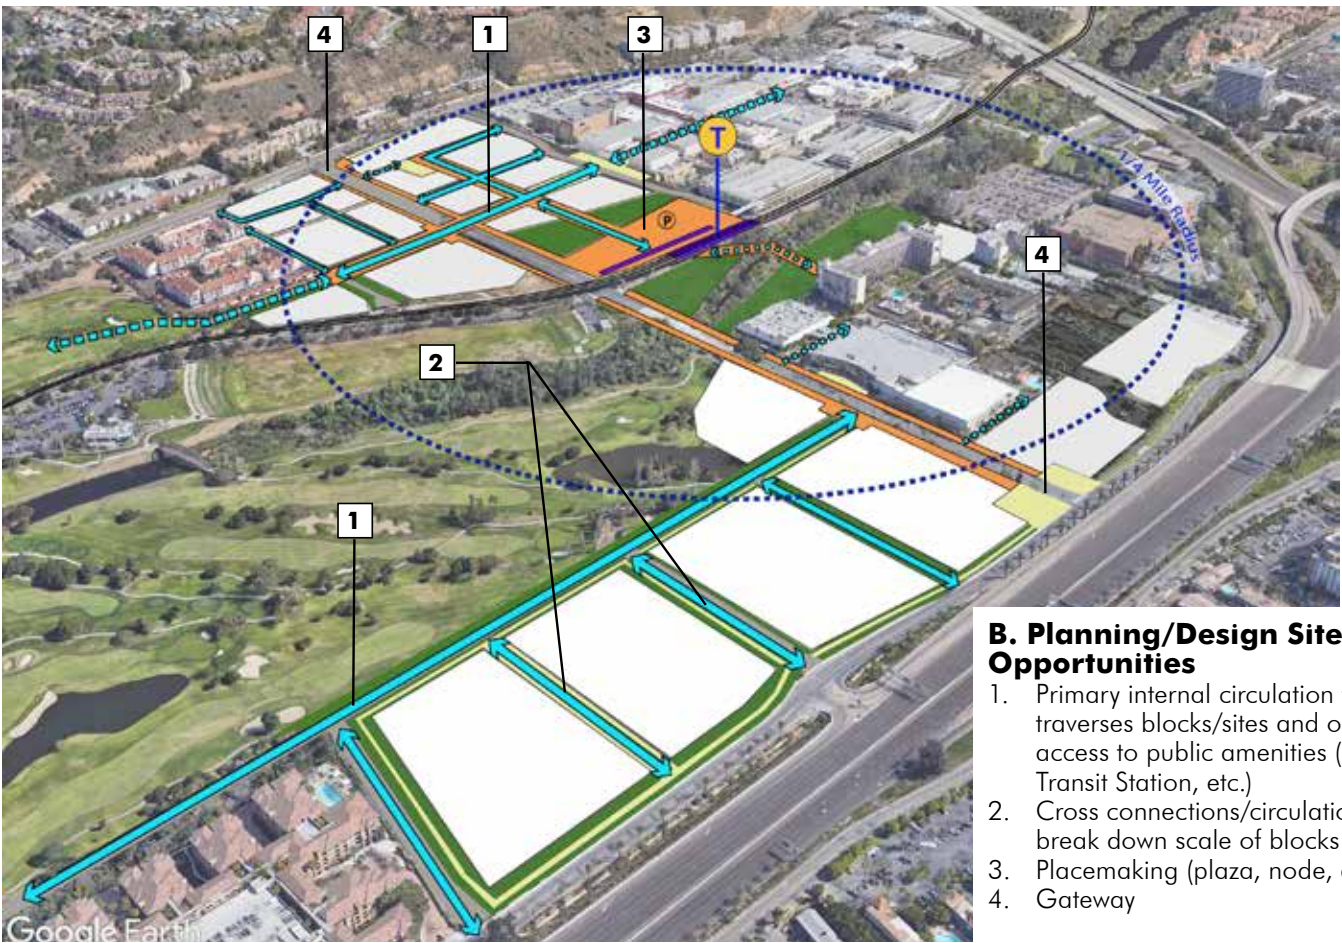 4
1
3
T
P
1/4 Mile Radius
4
2
1
B. Planning/Design Site
Opportunities
1. Primary internal circulation
traverses blocks/sites and o
access to public amenities (
Transit Station, etc.)
2. Cross connections/circulatio
break down scale of blocks
3. Placemaking (plaza, node,
4. Gateway
Google Earth